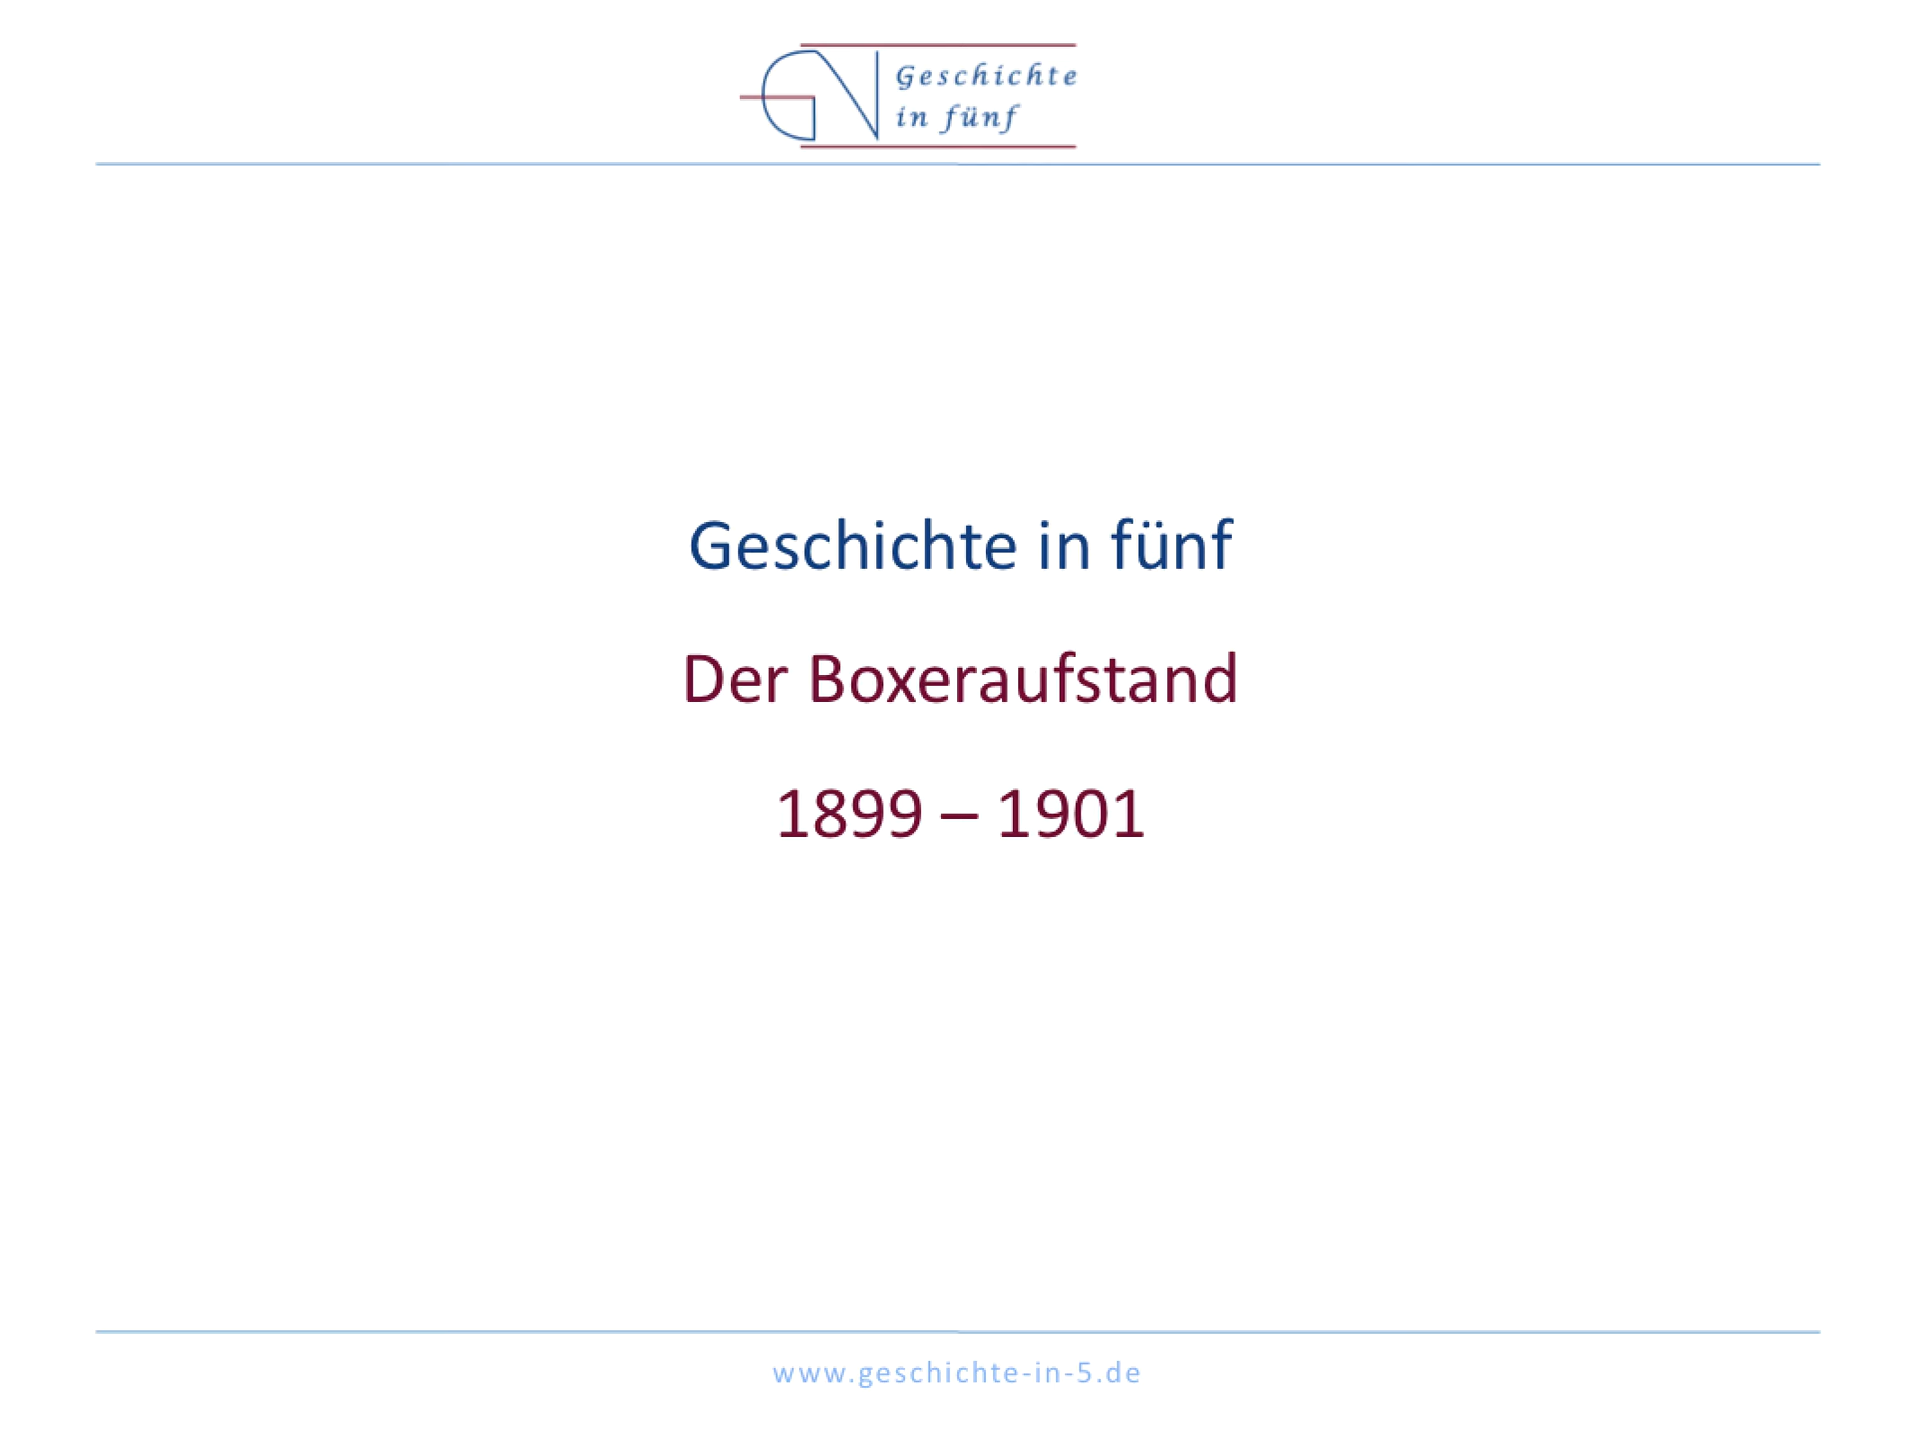 Geschichte
in fünf
Geschichte in fünf
Der Boxeraufstand
1899 – 1901
www.geschichte-in-5.de